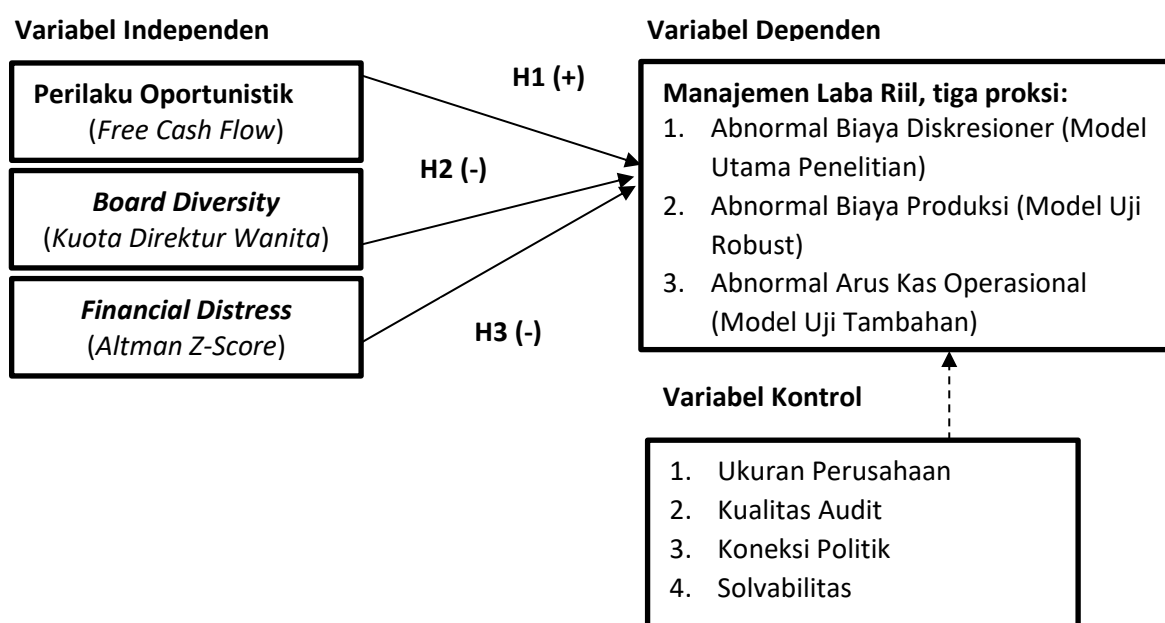 Variabel Independen
Perilaku Oportunistik
(Free Cash Flow)
Board Diversity
(Kuota Direktur Wanita)
Financial Distress
(Altman Z-Score)
H1 (+)
H2 (-)
H3 (-)
Variabel Dependen
Manajemen Laba Riil, tiga proksi:
1. Abnormal Biaya Diskresioner (Model
Utama Penelitian)
2. Abnormal Biaya Produksi (Model Uji
Robust)
3. Abnormal Arus Kas Operasional
(Model Uji Tambahan)
Variabel Kontrol
1. Ukuran Perusahaan
2. Kualitas Audit
3. Koneksi Politik
4. Solvabilitas